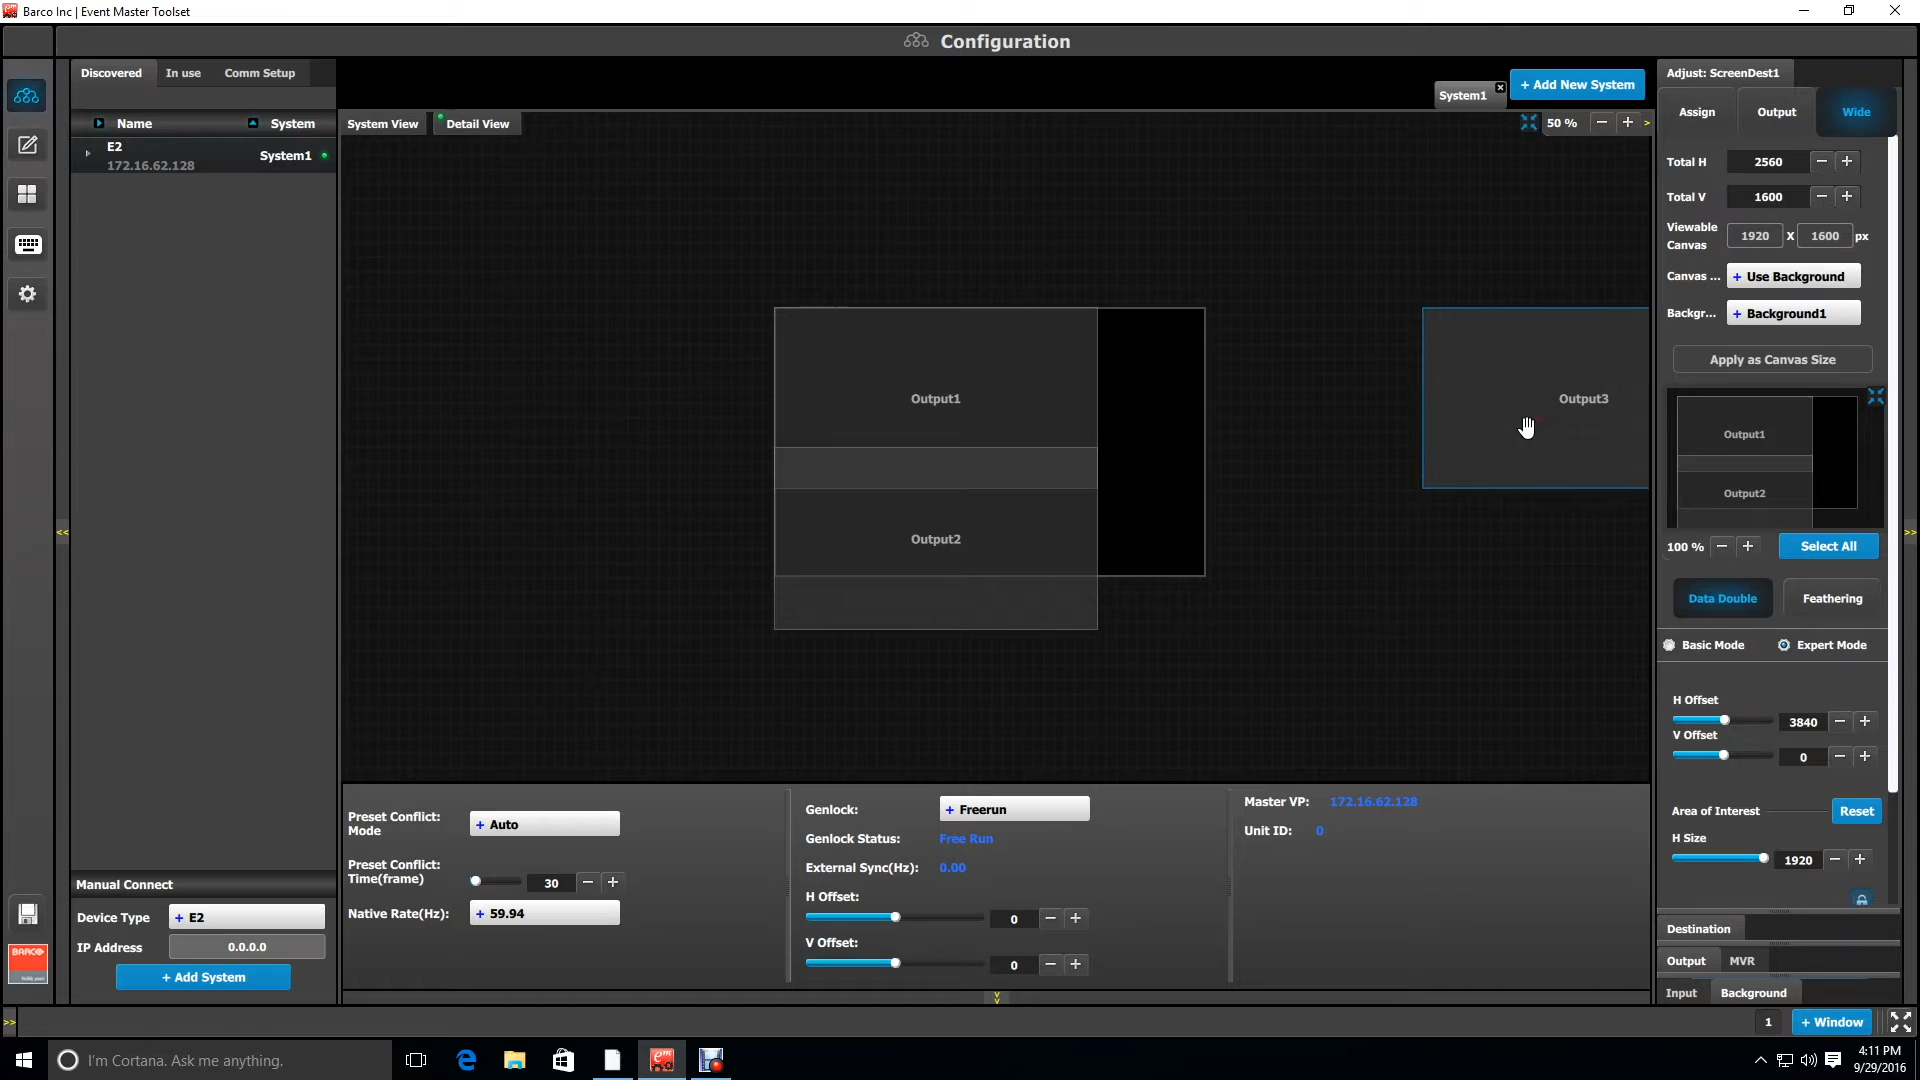 Barco Inc | Event Master Toolset
Configuration
Discovered In use Comm Setup
Name System
E2 System1
172.16.62.128
System1 x + Add New System
System View Detail View
50 % − + >
Output1
Output2
Output3
Adjust: ScreenDest1
Assign Output Wide
Total H 2560 − +
Total V 1600 − +
Viewable
Canvas 1920 X 1600 px
Canvas ... + Use Background
Backgr... + Background1
Apply as Canvas Size
Output1
Output2
100 % − + Select All
Data Double Feathering
Basic Mode Expert Mode
H Offset
3840 − +
V Offset
0 − +
Area of Interest Reset
H Size
1920 − +
Destination
Output MVR
Input Background
<<
>>
Preset Conflict:
Mode + Auto
Preset Conflict:
Time(frame) 30 − +
Native Rate(Hz): + 59.94
Genlock: + Freerun
Genlock Status: Free Run
External Sync(Hz): 0.00
H Offset:
0 − +
V Offset:
0 − +
Master VP: 172.16.62.128
Unit ID: 0
Manual Connect
Device Type + E2
IP Address 0.0.0.0
+ Add System
BARCO
>> 1 + Window
I'm Cortana. Ask me anything.
4:11 PM
9/29/2016